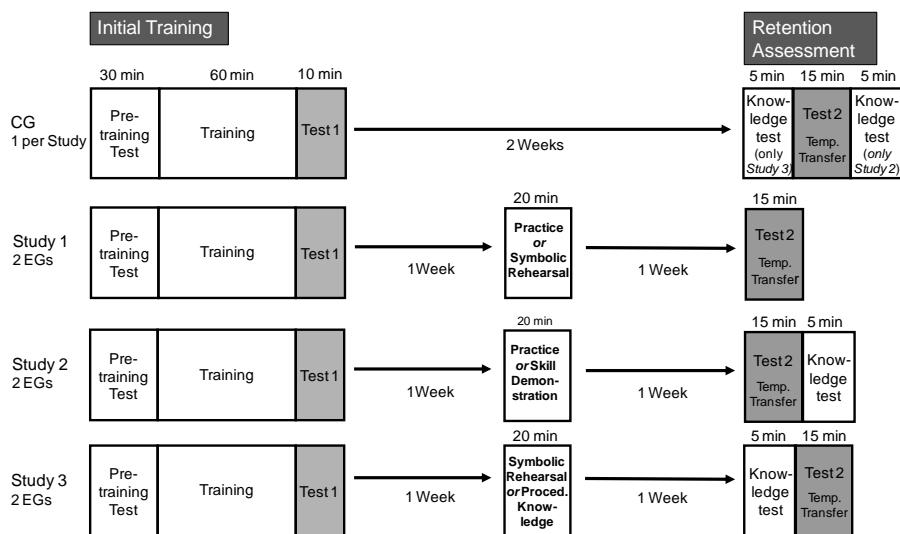 Initial Training
Retention
Assessment
30 min
60 min
10 min
5 min
15 min
5 min
CG
1 per Study
Pre-
training
Test
Training
Test 1
2 Weeks
Know-
ledge
test
(only
Study 3)
Test 2
Temp.
Transfer
Know-
ledge
test
(only
Study 2)
Study 1
2 EGs
Pre-
training
Test
Training
Test 1
1 Week
20 min
Practice
or
Symbolic
Rehearsal
1 Week
15 min
Test 2
Temp.
Transfer
Study 2
2 EGs
Pre-
training
Test
Training
Test 1
1Week
20 min
Practice
or Skill
Demon-
stration
1 Week
15 min
5 min
Test 2
Temp.
Transfer
Know-
ledge
test
Study 3
2 EGs
Pre-
training
Test
Training
Test 1
1 Week
20 min
Symbolic
Rehearsal
or Proced.
Know-
ledge
1 Week
5 min
15 min
Know-
ledge
test
Test 2
Temp.
Transfer